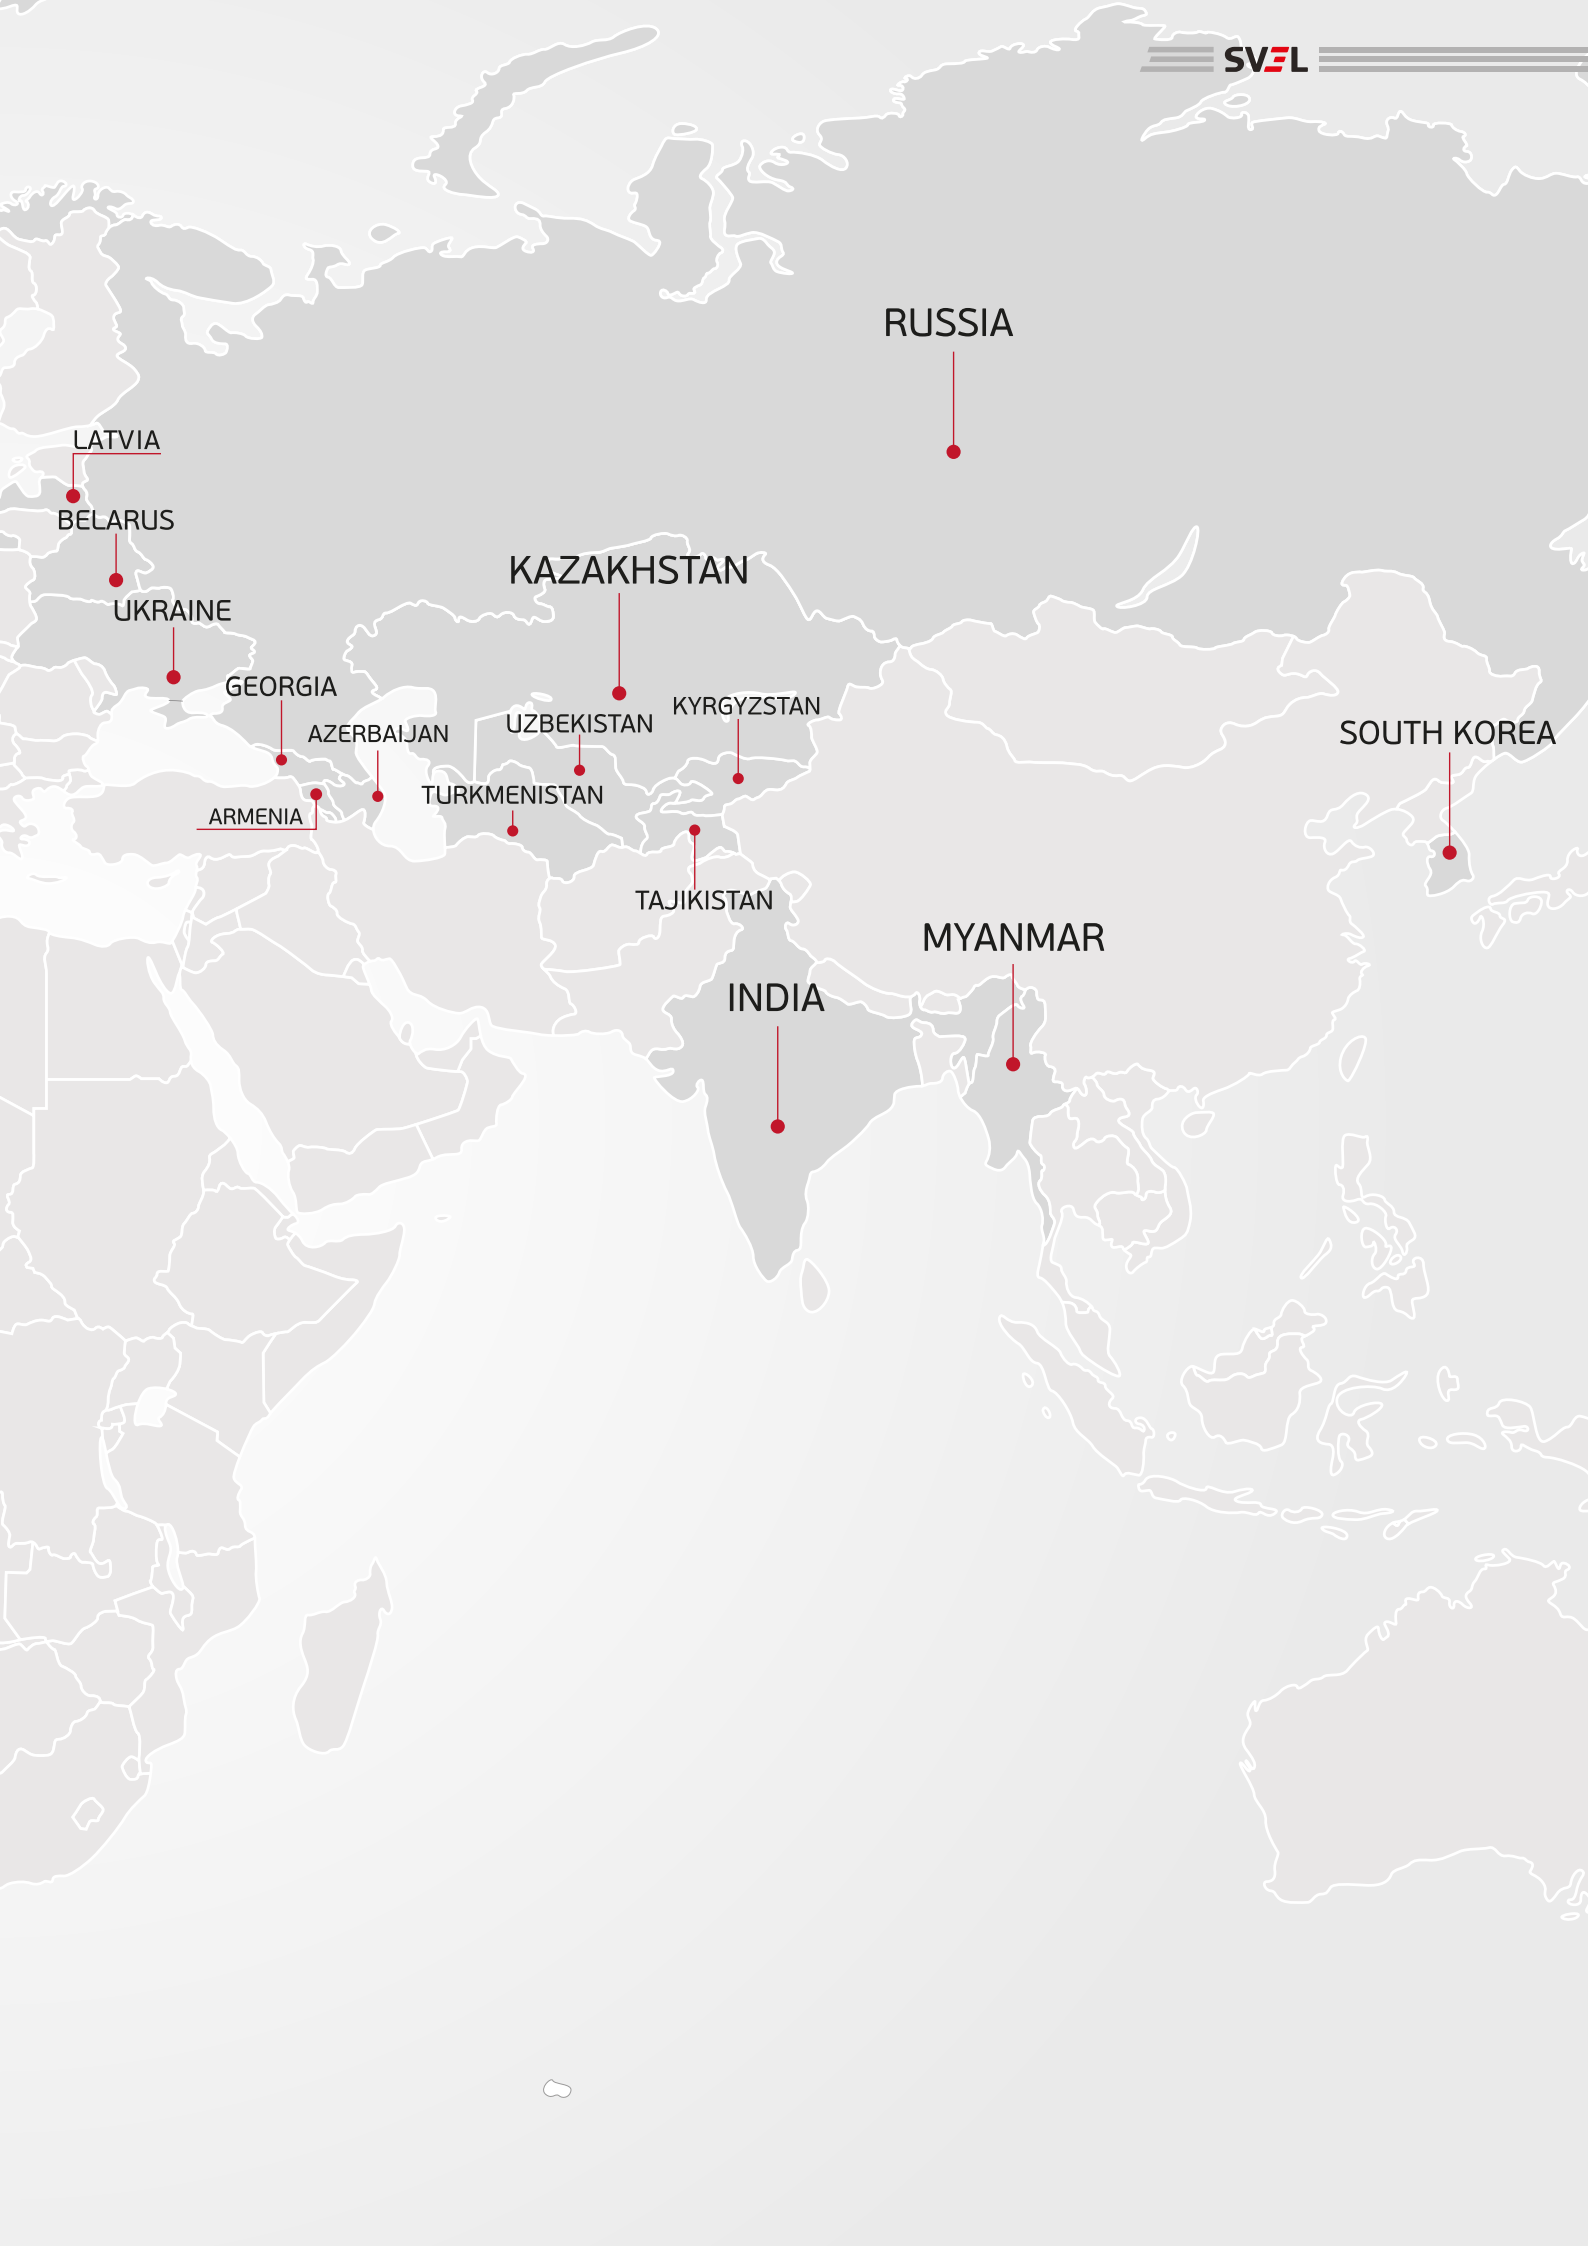 SVEL
RUSSIA
LATVIA
BELARUS
KAZAKHSTAN
UKRAINE
GEORGIA
KYRGYZSTAN
UZBEKISTAN
AZERBAIJAN
SOUTH KOREA
TURKMENISTAN
ARMENIA
TAJIKISTAN
MYANMAR
INDIA